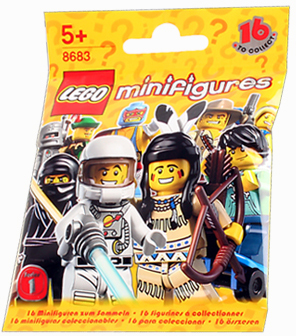 5+
8683
16
TO COLLECT
LEGO minifigures
Series
1
16 Minifiguren zum Sammeln • 16 figurines à collectionner
16 minifiguras coleccionables • 16 para coleccionar • 16